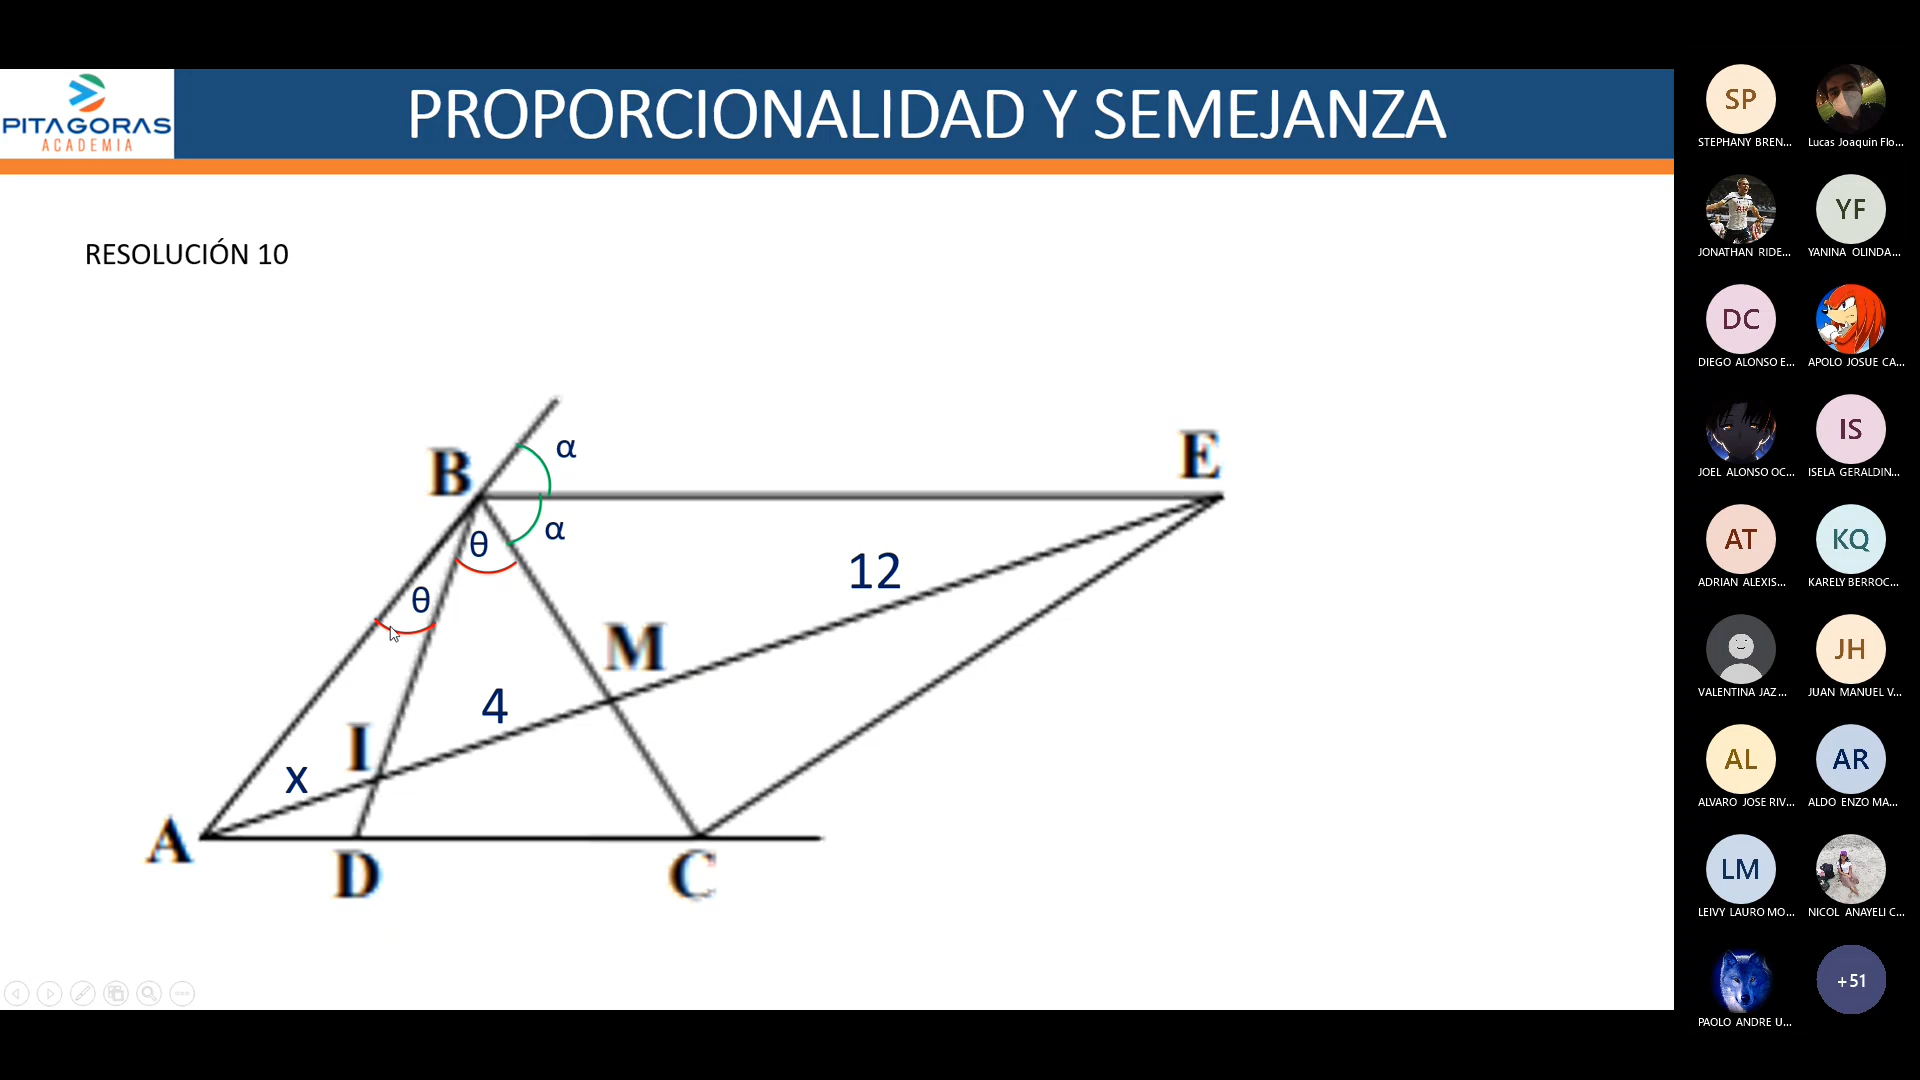 PITAGORAS
ACADEMIA
PROPORCIONALIDAD Y SEMEJANZA
RESOLUCIÓN 10
α
B
E
α
θ
12
θ
M
4
I
x
A
D
C
SP
STEPHANY BREN...
Lucas Joaquin Flo...
JONATHAN RIDE...
YF
YANINA OLINDA...
DC
DIEGO ALONSO E...
APOLO JOSUE CA...
JOEL ALONSO OC...
IS
ISELA GERALDIN...
AT
ADRIAN ALEXIS...
KQ
KARELY BERROC...
VALENTINA JAZ...
JH
JUAN MANUEL V...
AL
ALVARO JOSE RIV...
AR
ALDO ENZO MA...
LM
LEIVY LAURO MO...
NICOL ANAYELI C...
PAOLO ANDRE U...
+51